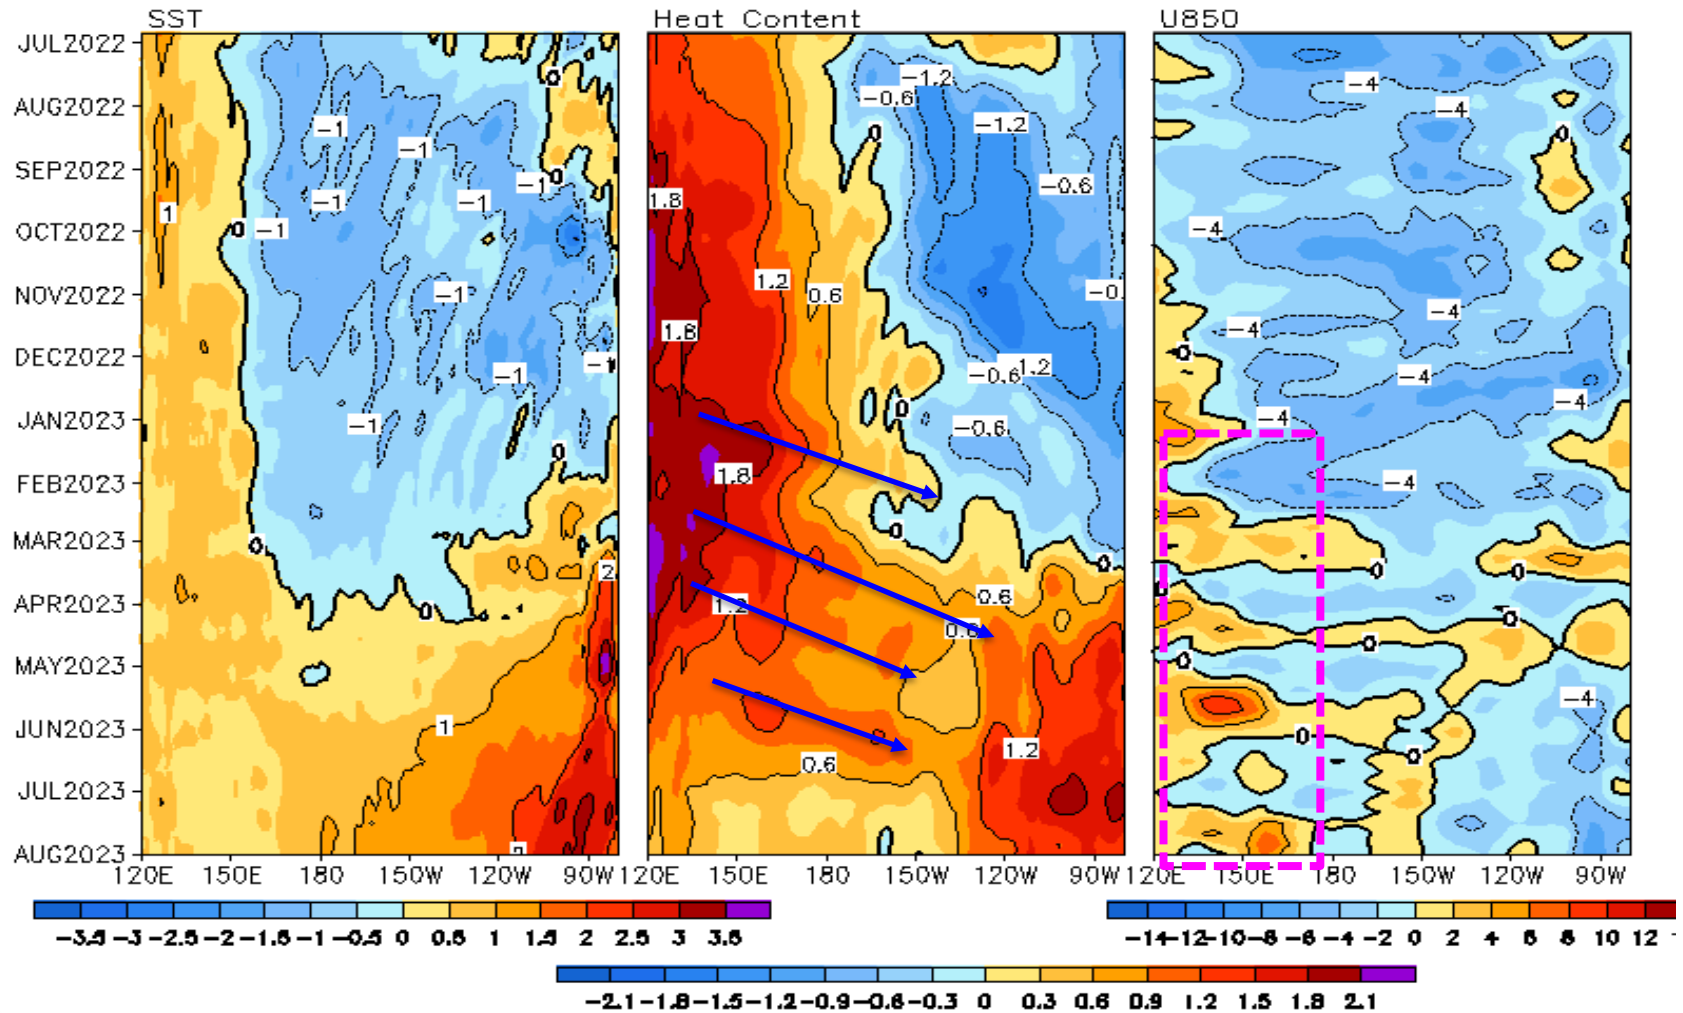 SST Heat Content U850
JUL2022
AUG2022
SEP2022
OCT2022
NOV2022
DEC2022
JAN2023
FEB2023
MAR2023
APR2023
MAY2023
JUN2023
JUL2023
AUG2023
0 -1 -1 0 -1 -1 -1 1 0 -1 -1 -1 -1 -1 0 0 2 0 1
-1.2 -0.6 -1.2 0 -0.6 1.8 1.2 0.6 1.8 -0.6 1.2 0 -0.6 1.8 0 0 0.6 1.2 0.6 1.2 0.6
-4 -4 0 -4 -4 -4 0 -4 -4 -4 -4 0 0 0 0 0 -4 0 0
120E 150E 180 150W 120W 90W 120E 150E 180 150W 120W 90W 120E 150E 180 150W 120W 90W
-3.5 -3 -2.5 -2 -1.5 -1 -0.5 0 0.5 1 1.5 2 2.5 3 3.5
-14 -12 -10 -8 -6 -4 -2 0 2 4 6 8 10 12
-2.1 -1.8 -1.5 -1.2 -0.9 -0.6 -0.3 0 0.3 0.6 0.9 1.2 1.5 1.8 2.1